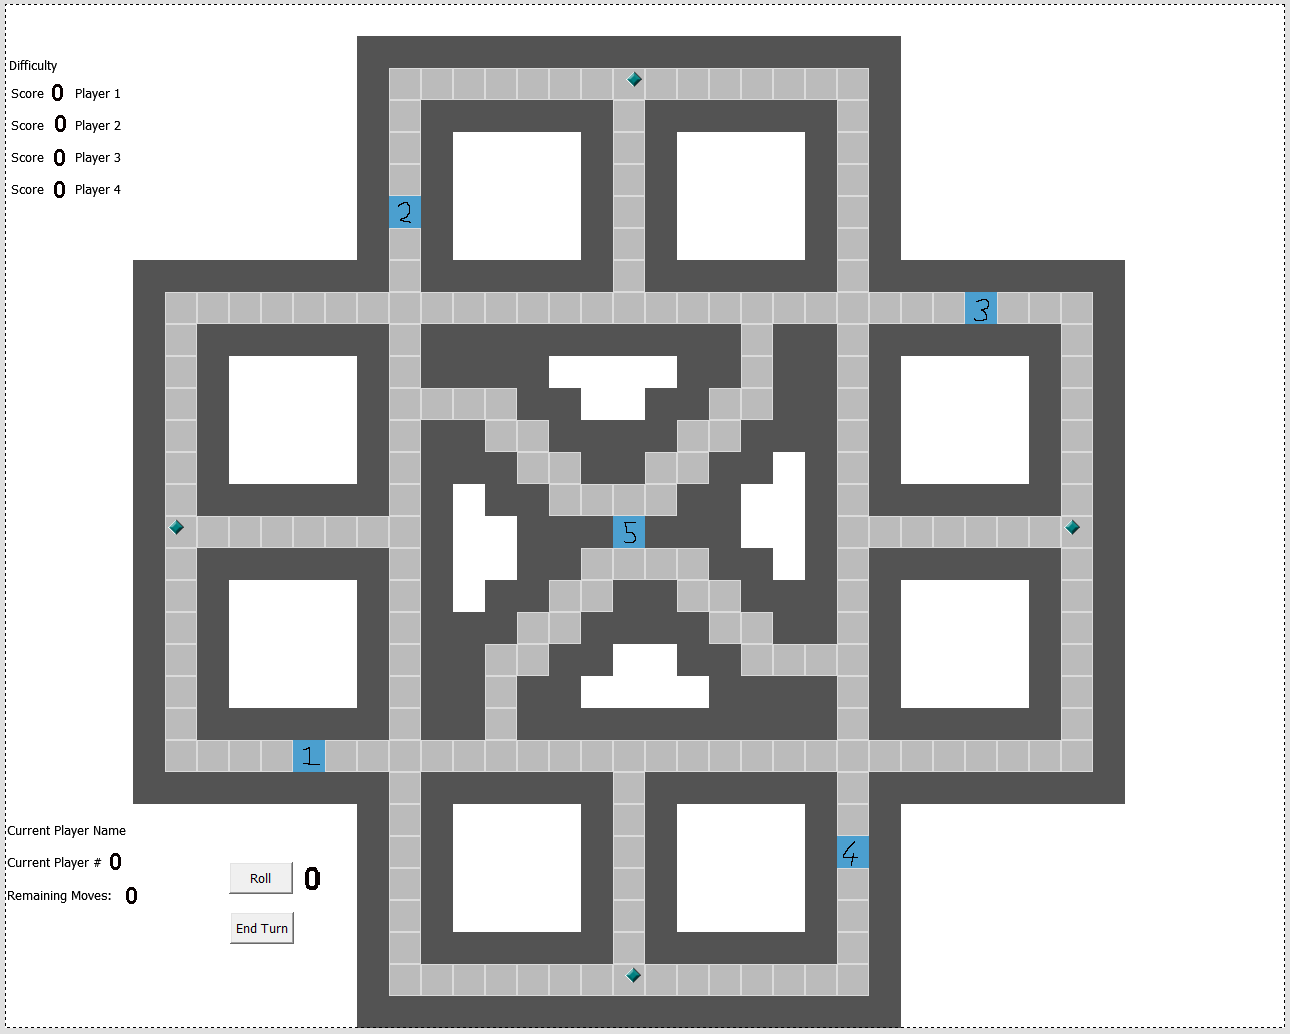 Difficulty
Score 0 Player 1
Score 0 Player 2
Score 0 Player 3
Score 0 Player 4
2
3
5
1
4
Current Player Name
Current Player # 0
Remaining Moves: 0
Roll 0
End Turn